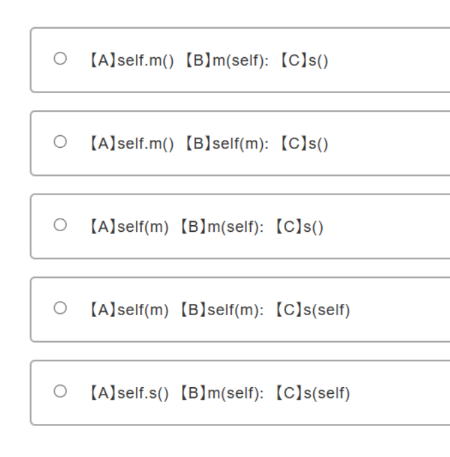 【A】self.m() 【B】m(self): 【C】s()
【A】self.m() 【B】self(m): 【C】s()
【A】self(m) 【B】m(self): 【C】s()
【A】self(m) 【B】self(m): 【C】s(self)
【A】self.s() 【B】m(self): 【C】s(self)